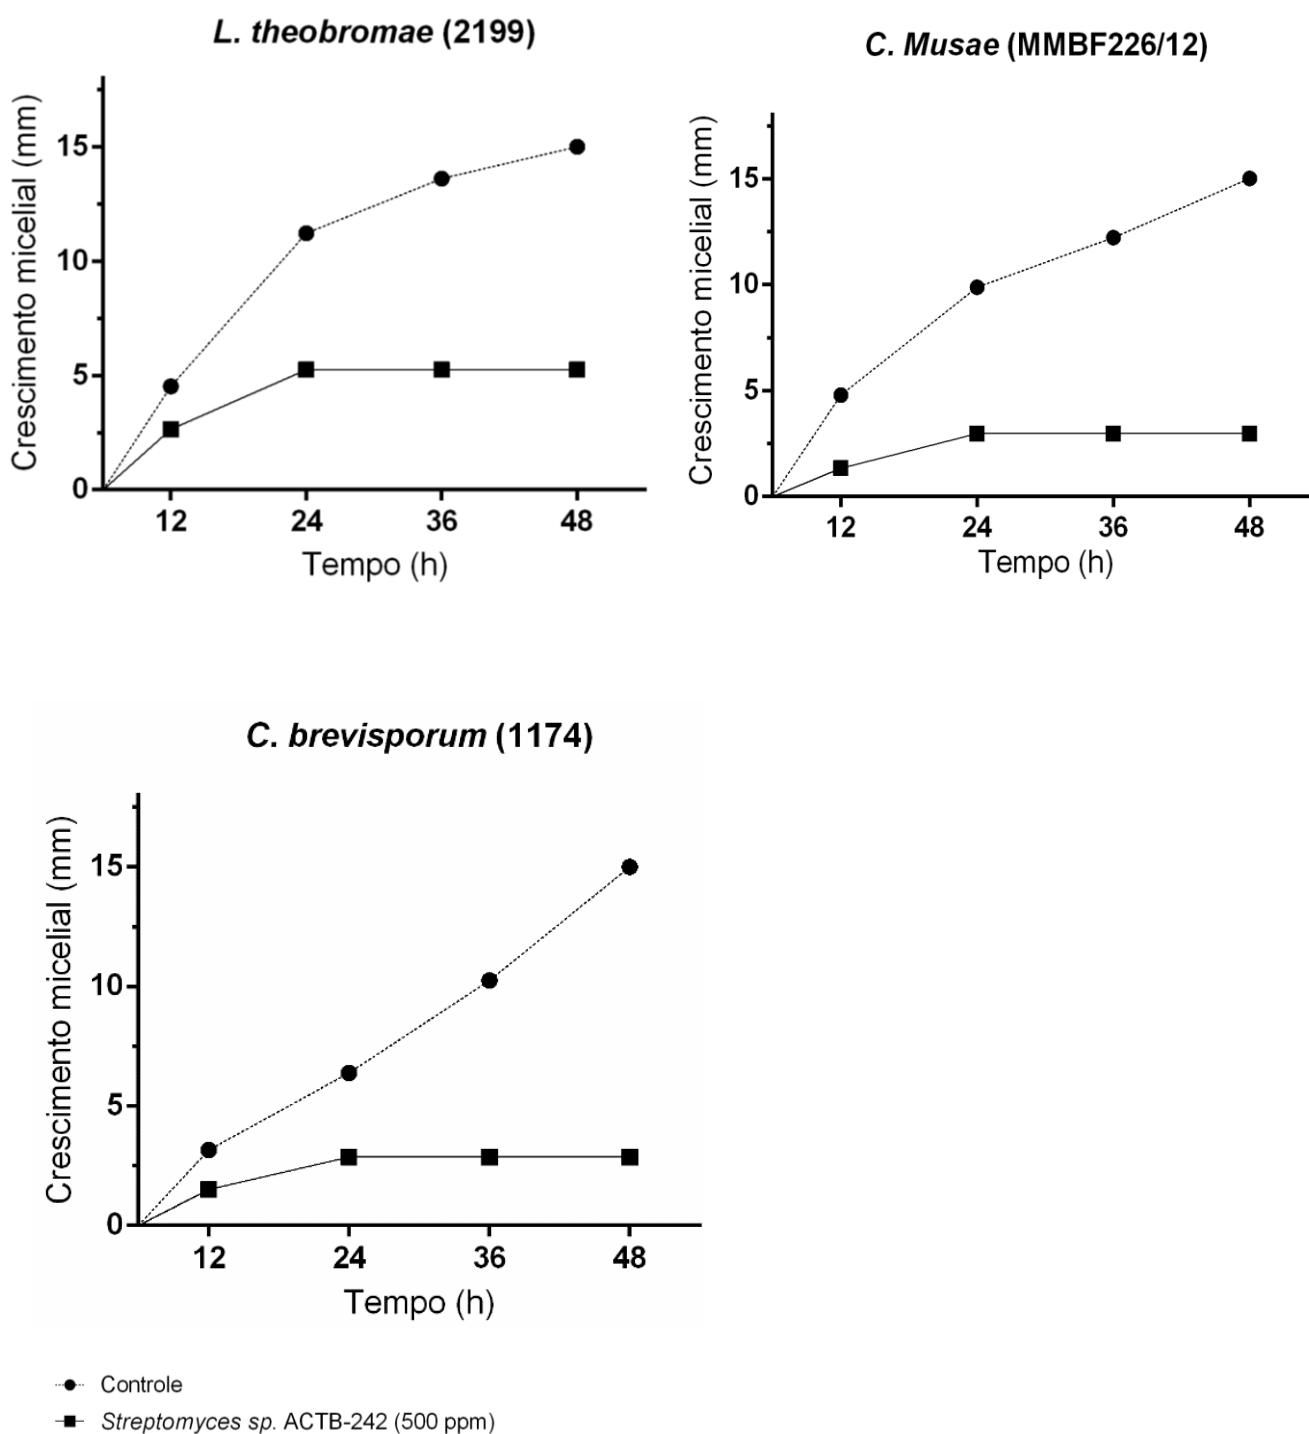 L. theobromae (2199)
Crescimento micelial (mm)
15
10
5
0
12 24 36 48
Tempo (h)
C. Musae (MMBF226/12)
Crescimento micelial (mm)
15
10
5
0
12 24 36 48
Tempo (h)
C. brevisporum (1174)
Crescimento micelial (mm)
15
10
5
0
12 24 36 48
Tempo (h)
Controle
Streptomyces sp. ACTB-242 (500 ppm)